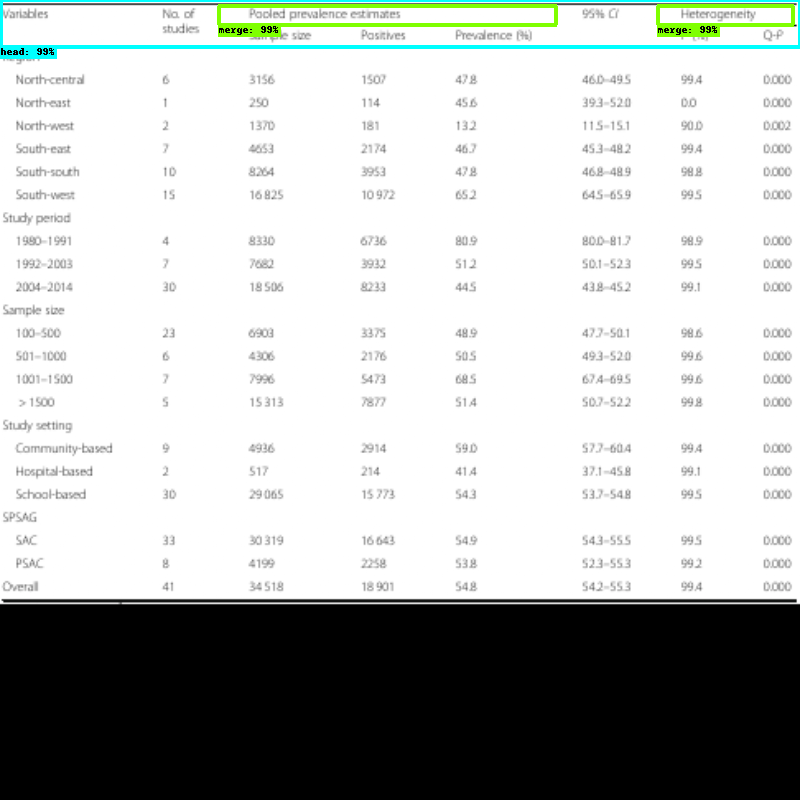 Variables No. of studies Pooled prevalence estimates 95% CI Heterogeneity
merge: 99% merge: 99%
size Positives Prevalence (%) Q-P
head: 99%
North-central 6 3156 1507 47.8 46.0–49.5 99.4 0.000
North-east 1 250 114 45.6 39.3–52.0 0.0 0.000
North-west 2 1370 181 13.2 11.5–15.1 90.0 0.002
South-east 7 4653 2174 46.7 45.3–48.2 99.4 0.000
South-south 10 8264 3953 47.8 46.8–48.9 98.8 0.000
South-west 15 16 825 10 972 65.2 64.5–65.9 99.5 0.000
Study period
1980–1991 4 8330 6736 80.9 80.0–81.7 98.9 0.000
1992–2003 7 7682 3932 51.2 50.1–52.3 99.5 0.000
2004–2014 30 18 506 8233 44.5 43.8–45.2 99.1 0.000
Sample size
100–500 23 6903 3375 48.9 47.7–50.1 98.6 0.000
501–1000 6 4306 2176 50.5 49.3–52.0 99.6 0.000
1001–1500 7 7996 5473 68.5 67.4–69.5 99.6 0.000
> 1500 5 15 313 7877 51.4 50.7–52.2 99.8 0.000
Study setting
Community-based 9 4936 2914 59.0 57.7–60.4 99.4 0.000
Hospital-based 2 517 214 41.4 37.1–45.8 99.1 0.000
School-based 30 29 065 15 773 54.3 53.7–54.8 99.5 0.000
SPSAG
SAC 33 30 319 16 643 54.9 54.3–55.5 99.5 0.000
PSAC 8 4199 2258 53.8 52.3–55.3 99.2 0.000
Overall 41 34 518 18 901 54.8 54.2–55.3 99.4 0.000